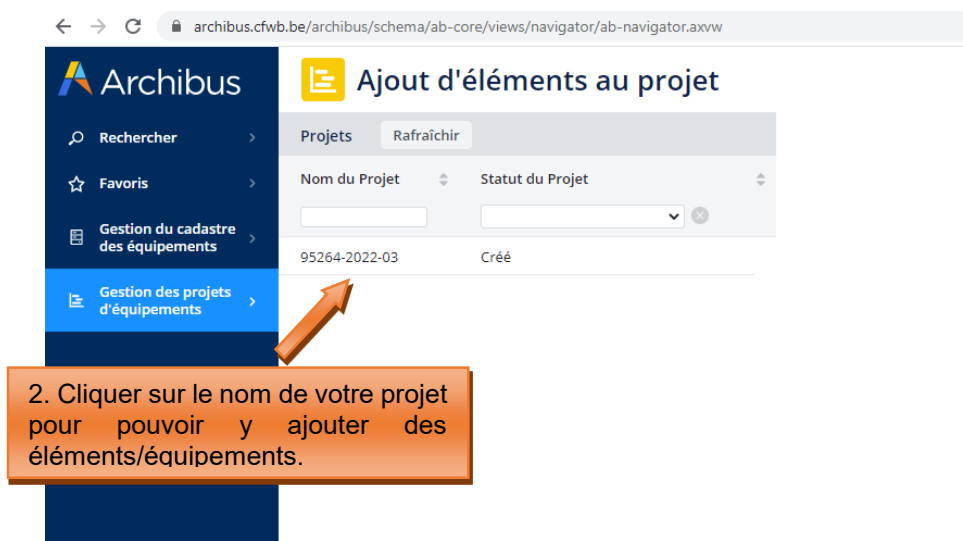 archibus.cfwb.be/archibus/schema/ab-core/views/navigator/ab-navigator.axvw
Archibus
Ajout d'éléments au projet
Rechercher
Favoris
Gestion du cadastre
des équipements
Gestion des projets
d'équipements
Projets Rafraîchir
Nom du Projet Statut du Projet
95264-2022-03 Créé
2. Cliquer sur le nom de votre projet
pour pouvoir y ajouter des
éléments/équipements.